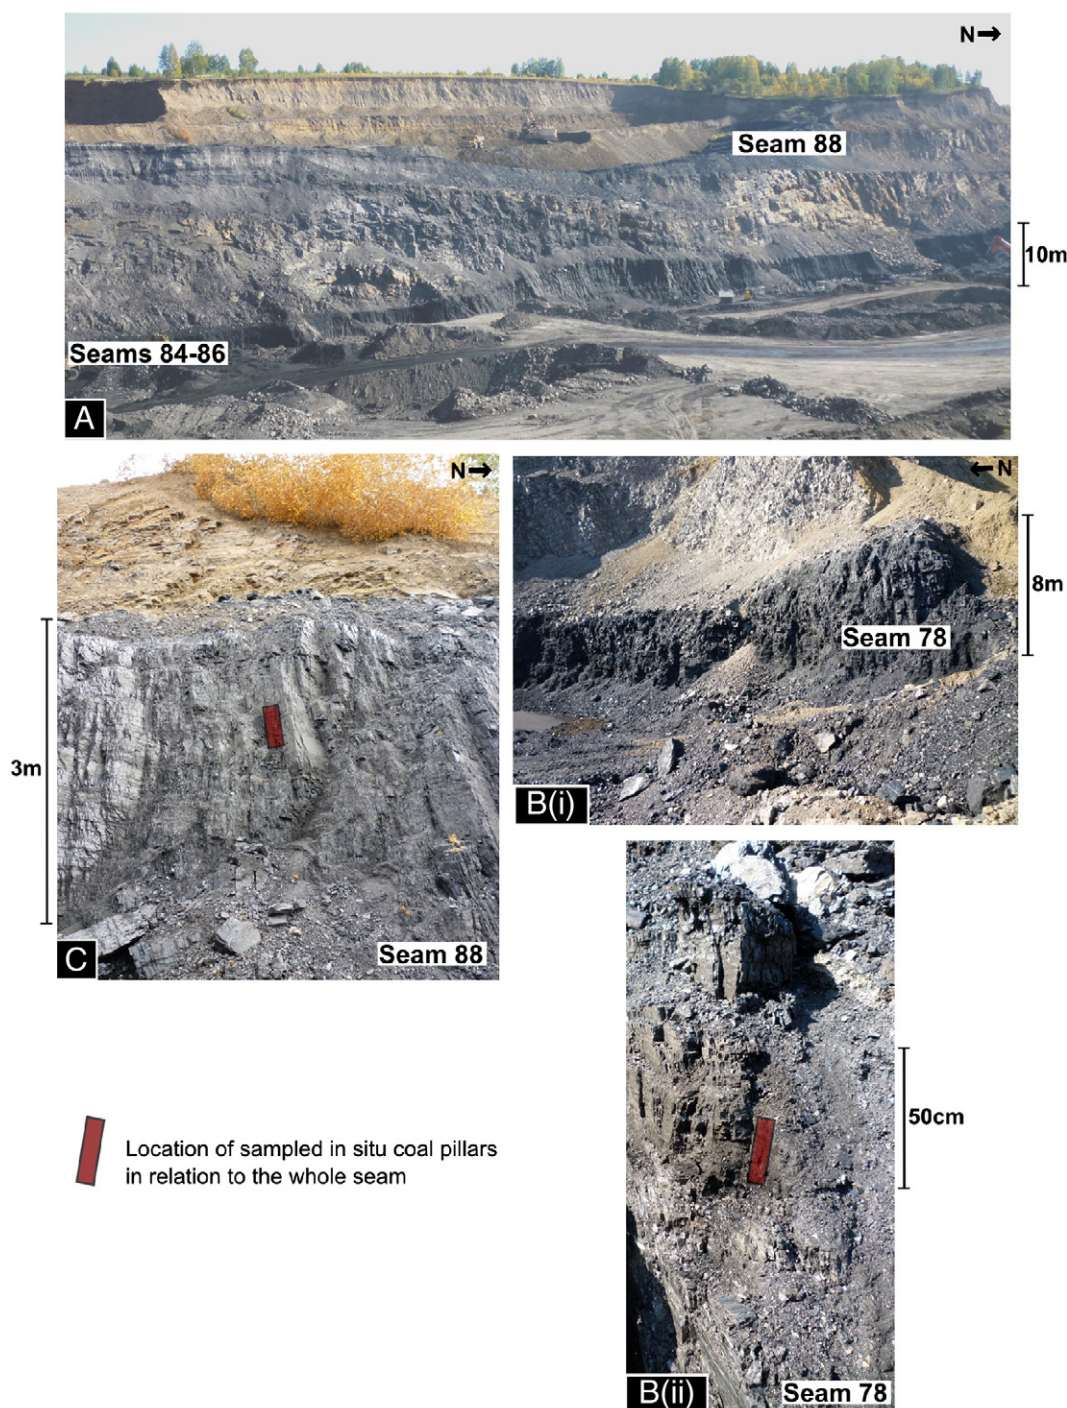 N →
Seam 88
10m
Seams 84-86
A
N →
← N
3m
8m
Seam 78
B(i)
Seam 88
C
50cm
Location of sampled in situ coal pillars
in relation to the whole seam
B(ii)
Seam 78